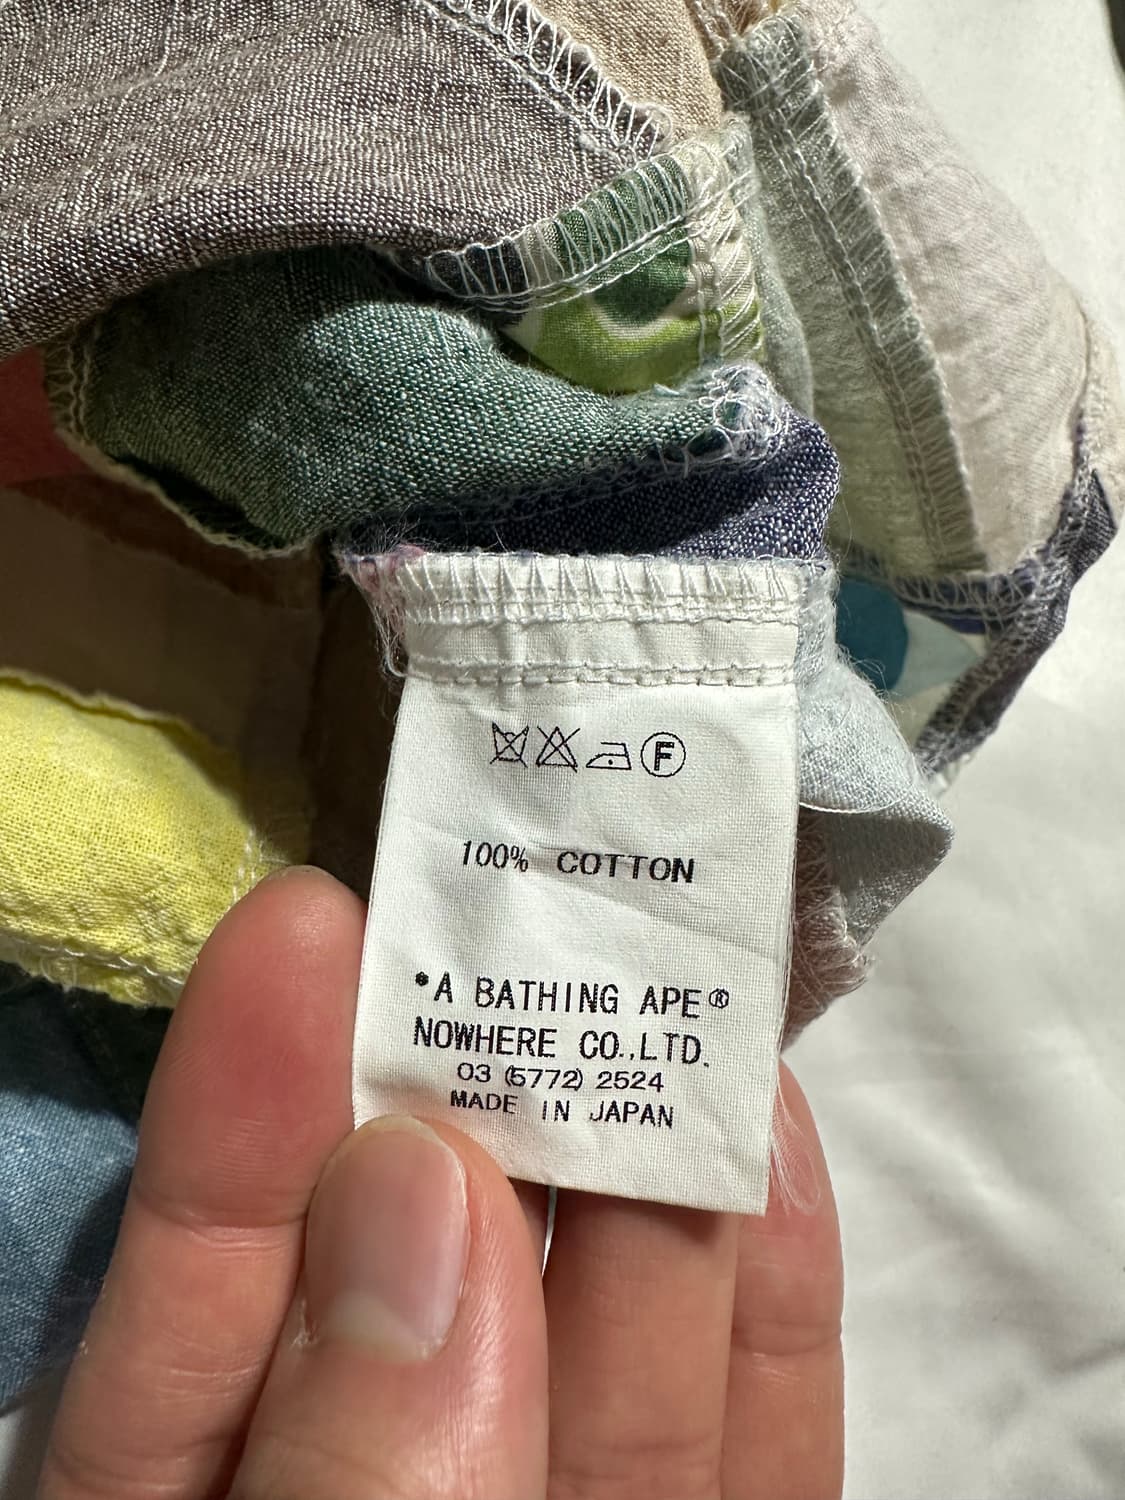 F
100% COTTON
*A BATHING APE®
NOWHERE CO.,LTD.
03 (5772) 2524
MADE IN JAPAN